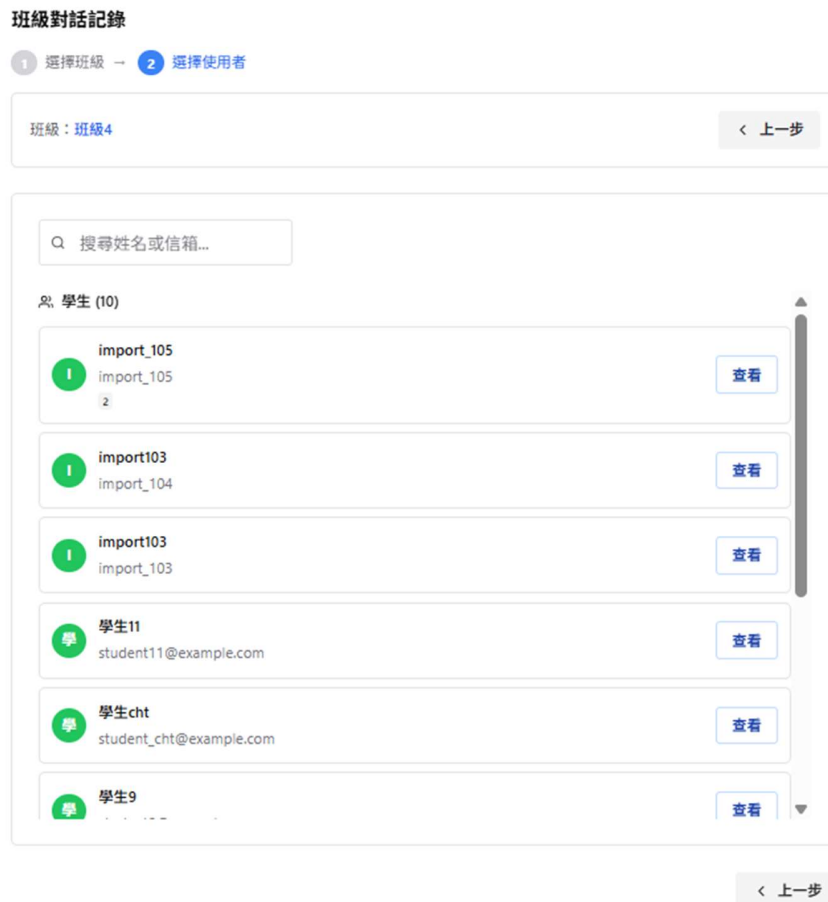 班級對話記錄
1 選擇班級 → 2 選擇使用者
班級：班級4
< 上一步
搜尋姓名或信箱...
學生 (10)
I
import_105
import_105
2
查看
I
import103
import_104
查看
I
import103
import_103
查看
學
學生11
student11@example.com
查看
學
學生cht
student_cht@example.com
查看
學
學生9
查看
< 上一步